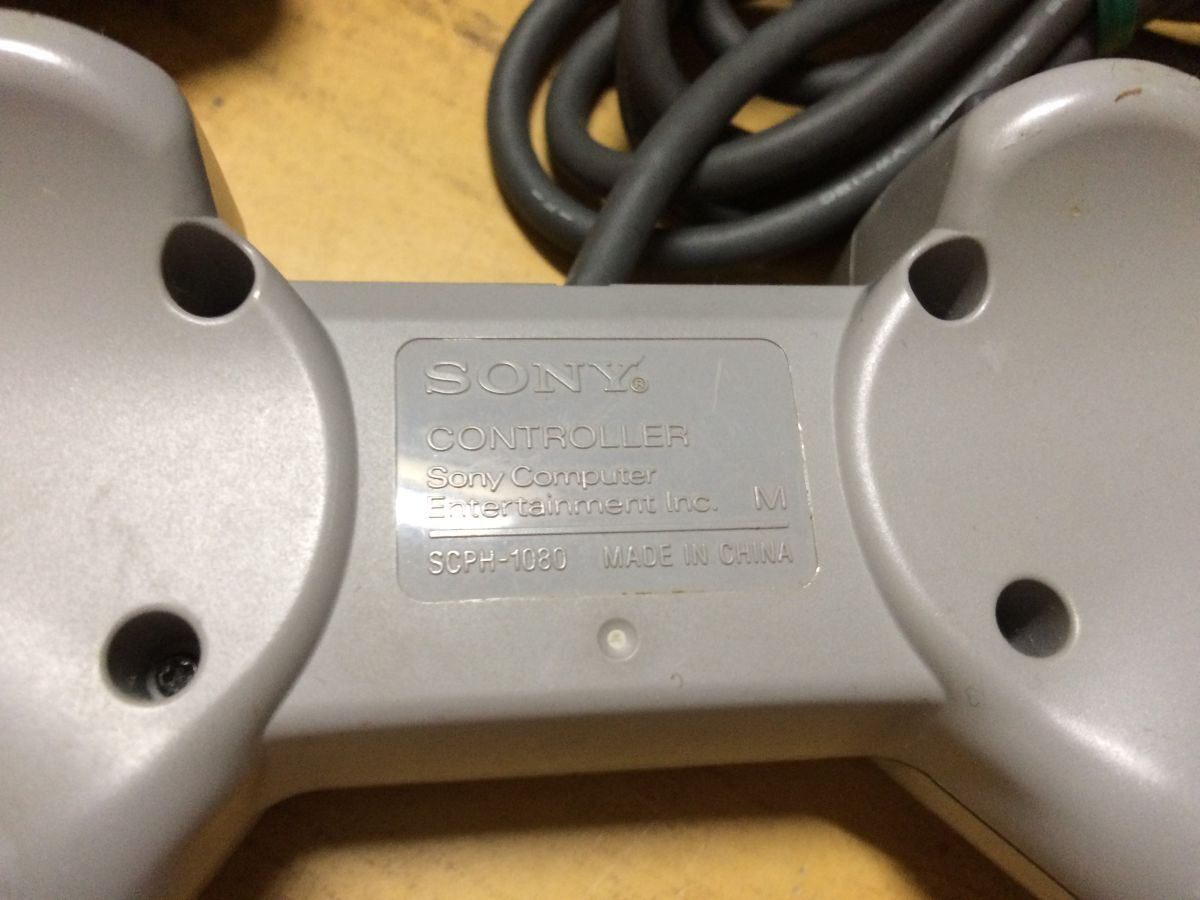 SONY®
CONTROLLER
Sony Computer
Entertainment Inc. M
SCPH-1080 MADE IN CHINA